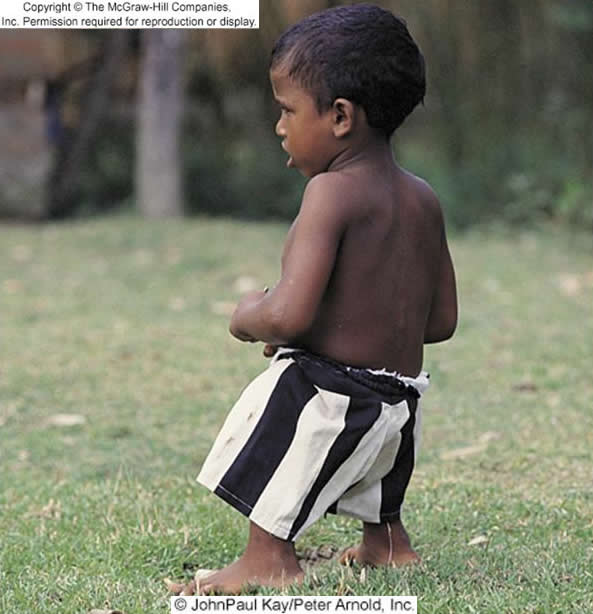 Copyright © The McGraw-Hill Companies,
Inc. Permission required for reproduction or display.
© JohnPaul Kay/Peter Arnold, Inc.